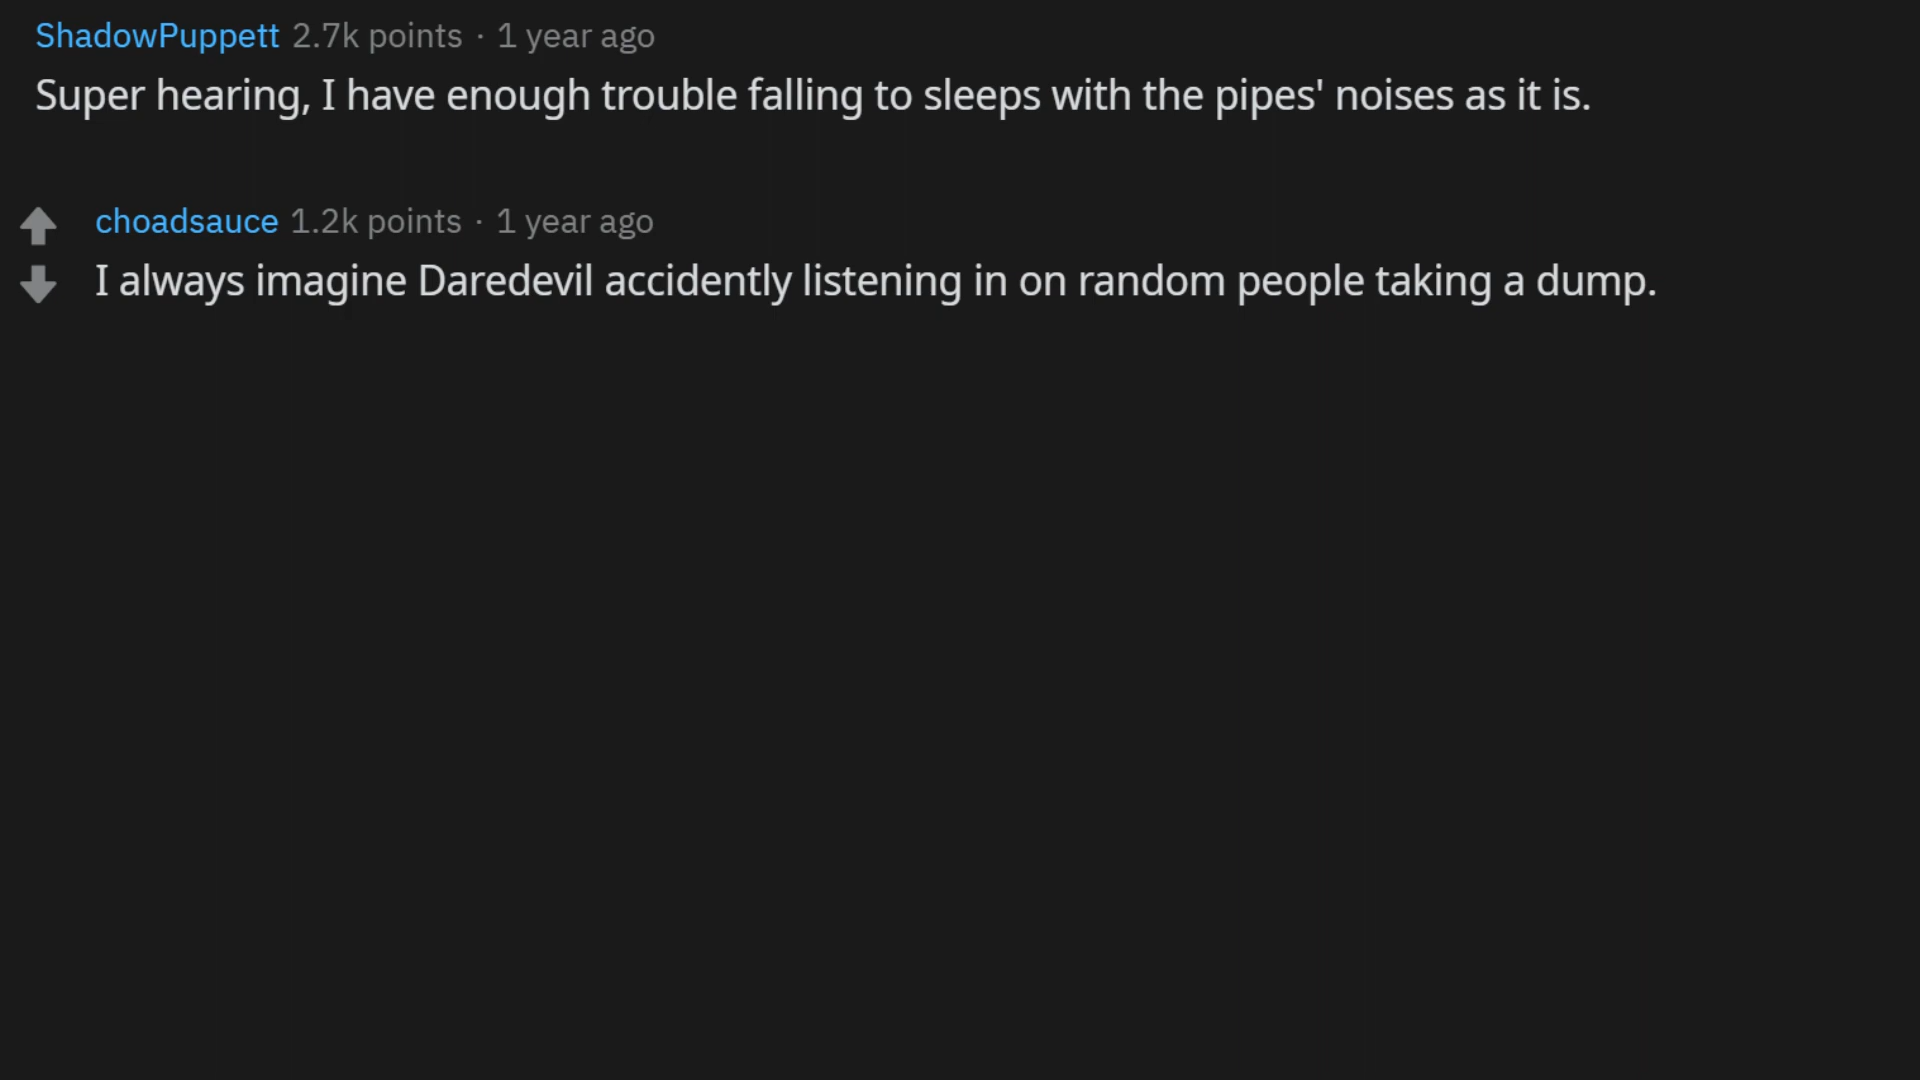 ShadowPuppett 2.7k points · 1 year ago
Super hearing, I have enough trouble falling to sleeps with the pipes' noises as it is.
choadsauce 1.2k points · 1 year ago
I always imagine Daredevil accidently listening in on random people taking a dump.